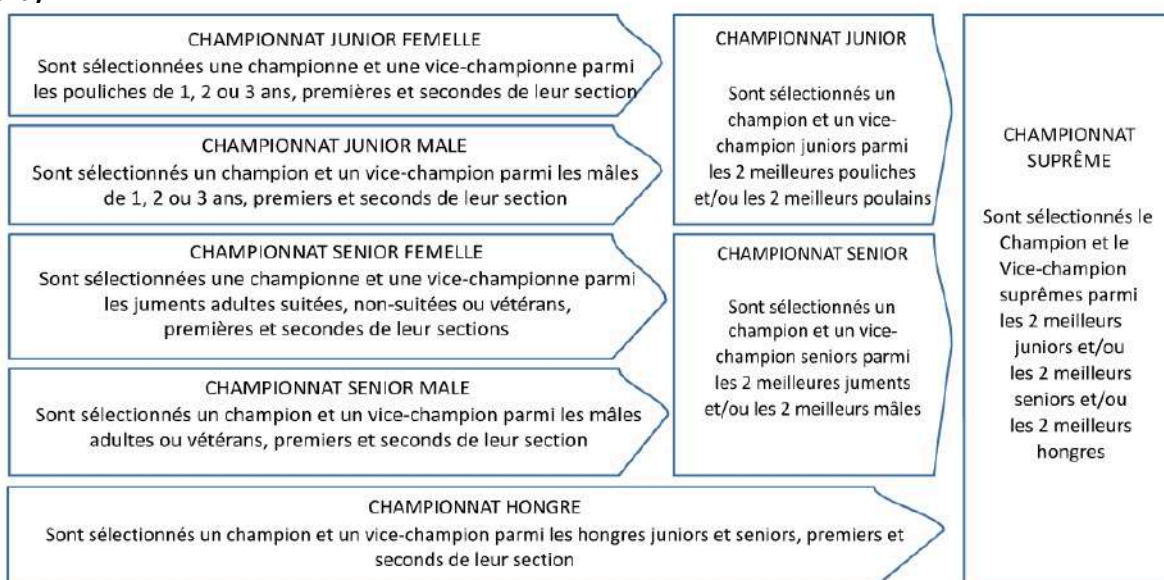 CHAMPIONNAT JUNIOR FEMELLE
Sont sélectionnées une championne et une vice-championne parmi
les pouliches de 1, 2 ou 3 ans, premières et secondes de leur section
CHAMPIONNAT JUNIOR MALE
Sont sélectionnés un champion et un vice-champion parmi les mâles
de 1, 2 ou 3 ans, premiers et seconds de leur section
CHAMPIONNAT SENIOR FEMELLE
Sont sélectionnées une championne et une vice-championne parmi
les juments adultes suitées, non-suitées ou vétérans,
premières et secondes de leur sections
CHAMPIONNAT SENIOR MALE
Sont sélectionnés un champion et un vice-champion parmi les mâles
adultes ou vétérans, premiers et seconds de leur section
CHAMPIONNAT HONGRE
Sont sélectionnés un champion et un vice-champion parmi les hongres juniors et seniors, premiers et
seconds de leur section
CHAMPIONNAT JUNIOR
Sont sélectionnés un
champion et un vice-
champion juniors parmi
les 2 meilleures pouliches
et/ou les 2 meilleurs poulains
CHAMPIONNAT SENIOR
Sont sélectionnés un
champion et un vice-
champion seniors parmi
les 2 meilleures juments
et/ou les 2 meilleurs mâles
CHAMPIONNAT
SUPRÊME
Sont sélectionnés le
Champion et le
Vice-champion
suprêmes parmi
les 2 meilleurs
juniors et/ou
les 2 meilleurs
seniors et/ou
les 2 meilleurs
hongres